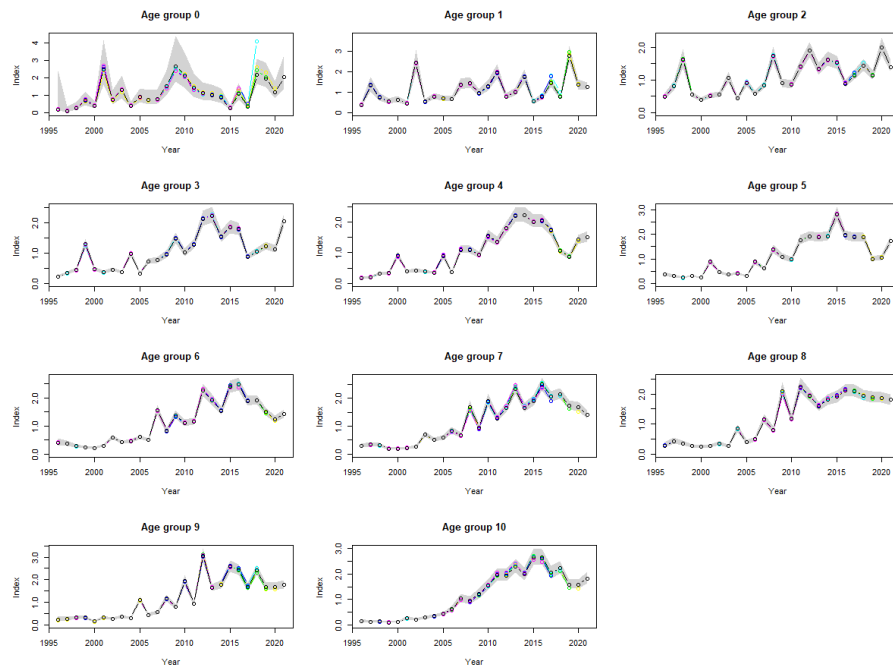 Age group 0
Index
0 1 2 3 4
1995 2000 2005 2010 2015 2020
Year
Age group 1
Index
0 1 2 3
1995 2000 2005 2010 2015 2020
Year
Age group 2
Index
0.0 1.0 2.0
1995 2000 2005 2010 2015 2020
Year
Age group 3
Index
0.0 1.0 2.0
1995 2000 2005 2010 2015 2020
Year
Age group 4
Index
0.0 1.0 2.0
1995 2000 2005 2010 2015 2020
Year
Age group 5
Index
0.0 1.0 2.0 3.0
1995 2000 2005 2010 2015 2020
Year
Age group 6
Index
0.0 1.0 2.0
1995 2000 2005 2010 2015 2020
Year
Age group 7
Index
0.0 1.0 2.0
1995 2000 2005 2010 2015 2020
Year
Age group 8
Index
0.0 1.0 2.0
1995 2000 2005 2010 2015 2020
Year
Age group 9
Index
0.0 1.0 2.0 3.0
1995 2000 2005 2010 2015 2020
Year
Age group 10
Index
0.0 1.0 2.0 3.0
1995 2000 2005 2010 2015 2020
Year